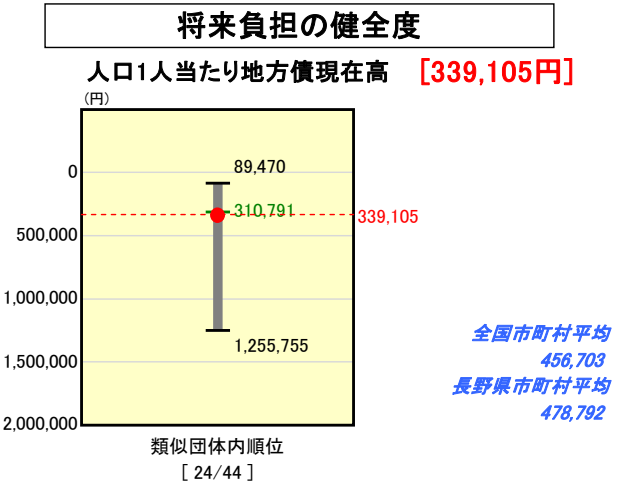 将来負担の健全度
人口1人当たり地方債現在高 [339,105円]
(円)
0
500,000
1,000,000
1,500,000
2,000,000
89,470
310,791
339,105
1,255,755
全国市町村平均
456,703
長野県市町村平均
478,792
類似団体内順位
[ 24/44 ]